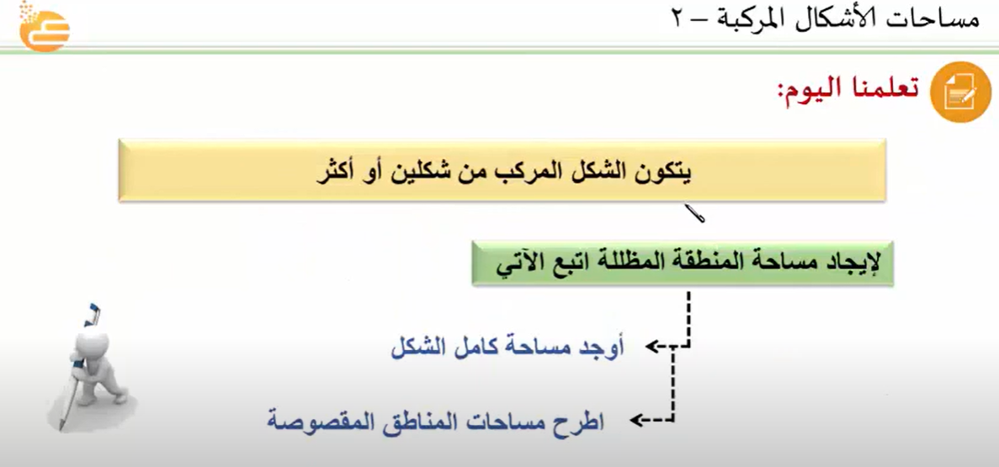 مساحات الأشكال المركبة – ٢
تعلمنا اليوم:
يتكون الشكل المركب من شكلين أو أكثر
لإيجاد مساحة المنطقة المظللة اتبع الآتي
أوجد مساحة كامل الشكل
اطرح مساحات المناطق المقصوصة